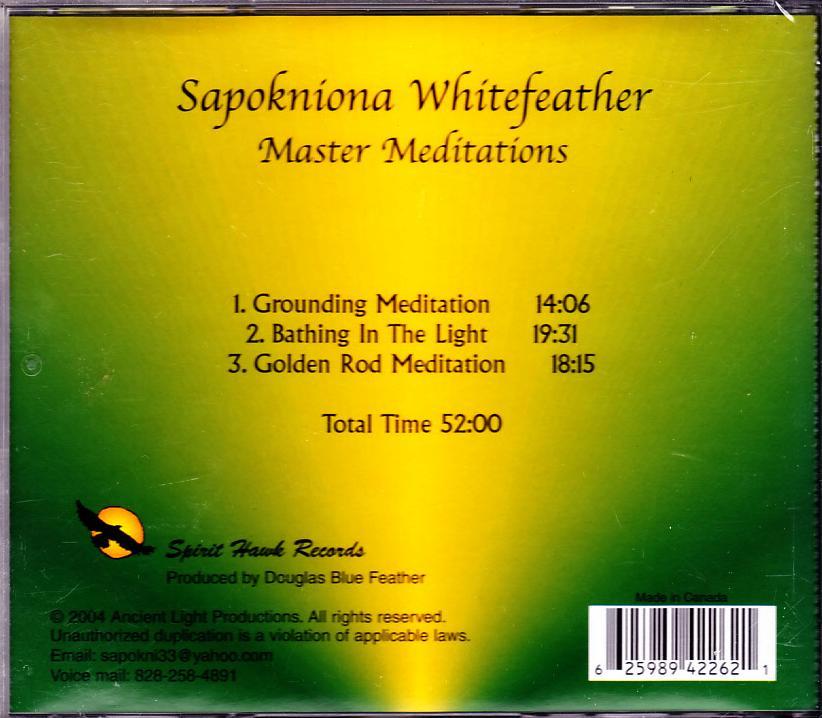 Sapokniona Whitefeather
Master Meditations
1. Grounding Meditation 14:06
2. Bathing In The Light 19:31
3. Golden Rod Meditation 18:15
Total Time 52:00
Spirit Hawk Records
Produced by Douglas Blue Feather
© 2004 Ancient Light Productions. All rights reserved.
Unauthorized duplication is a violation of applicable laws.
Email: sapokni33@yahoo.com
Voice mail: 828-258-4891
Made in Canada
6 25989 42262 1